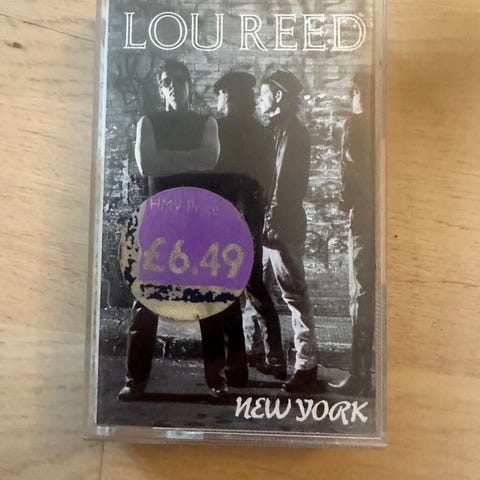 LOU REED
HMV Price
£6.49
NEW YORK